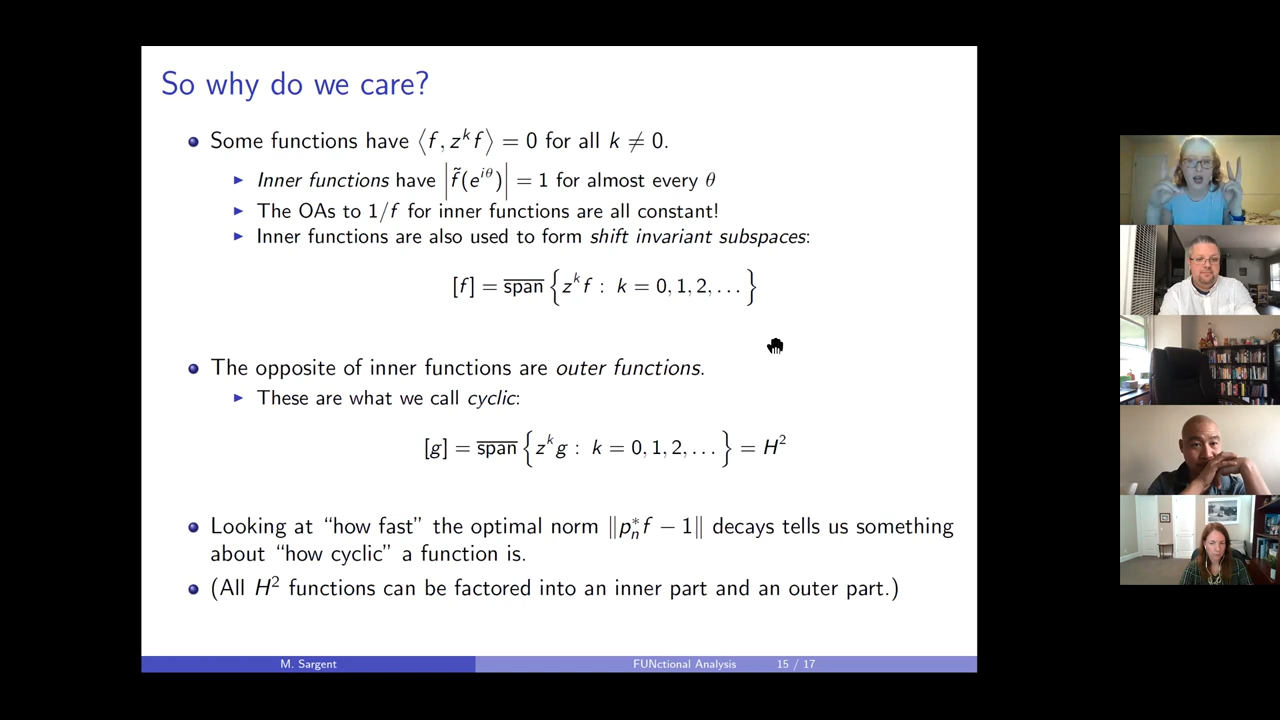 So why do we care?
Some functions have ⟨f, z^k f⟩ = 0 for all k ≠ 0.
Inner functions have |f̃(e^{iθ})| = 1 for almost every θ
The OAs to 1/f for inner functions are all constant!
Inner functions are also used to form shift invariant subspaces:
[f] = \overline{span} {z^k f : k = 0, 1, 2, . . .}
The opposite of inner functions are outer functions.
These are what we call cyclic:
[g] = \overline{span} {z^k g : k = 0, 1, 2, . . .} = H^2
Looking at “how fast” the optimal norm ‖p_n^* f − 1‖ decays tells us something
about “how cyclic” a function is.
(All H^2 functions can be factored into an inner part and an outer part.)
M. Sargent FUNctional Analysis 15 / 17